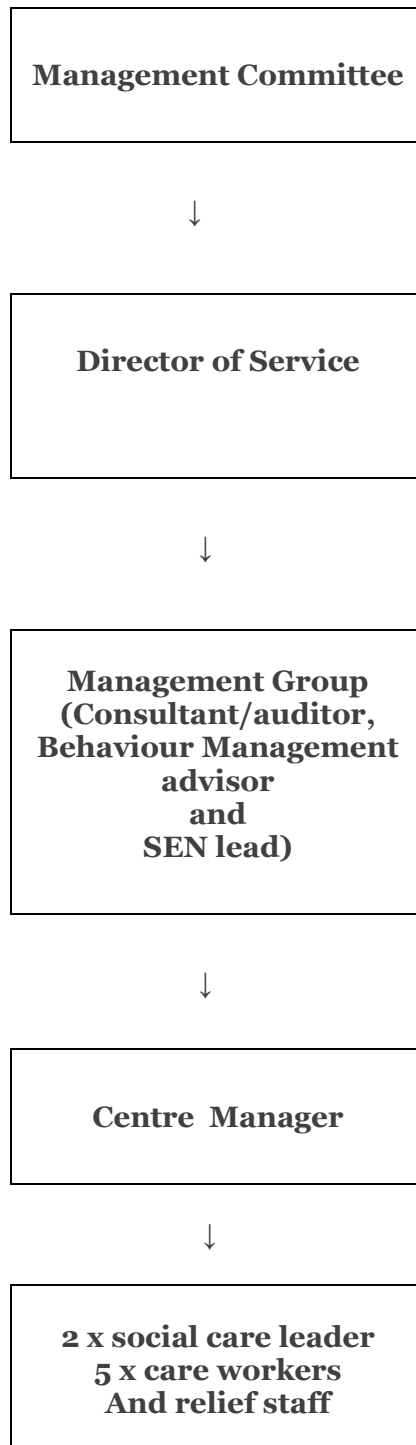 Management Committee
↓
Director of Service
↓
Management Group
(Consultant/auditor,
Behaviour Management
advisor
and
SEN lead)
↓
Centre Manager
↓
2 x social care leader
5 x care workers
And relief staff